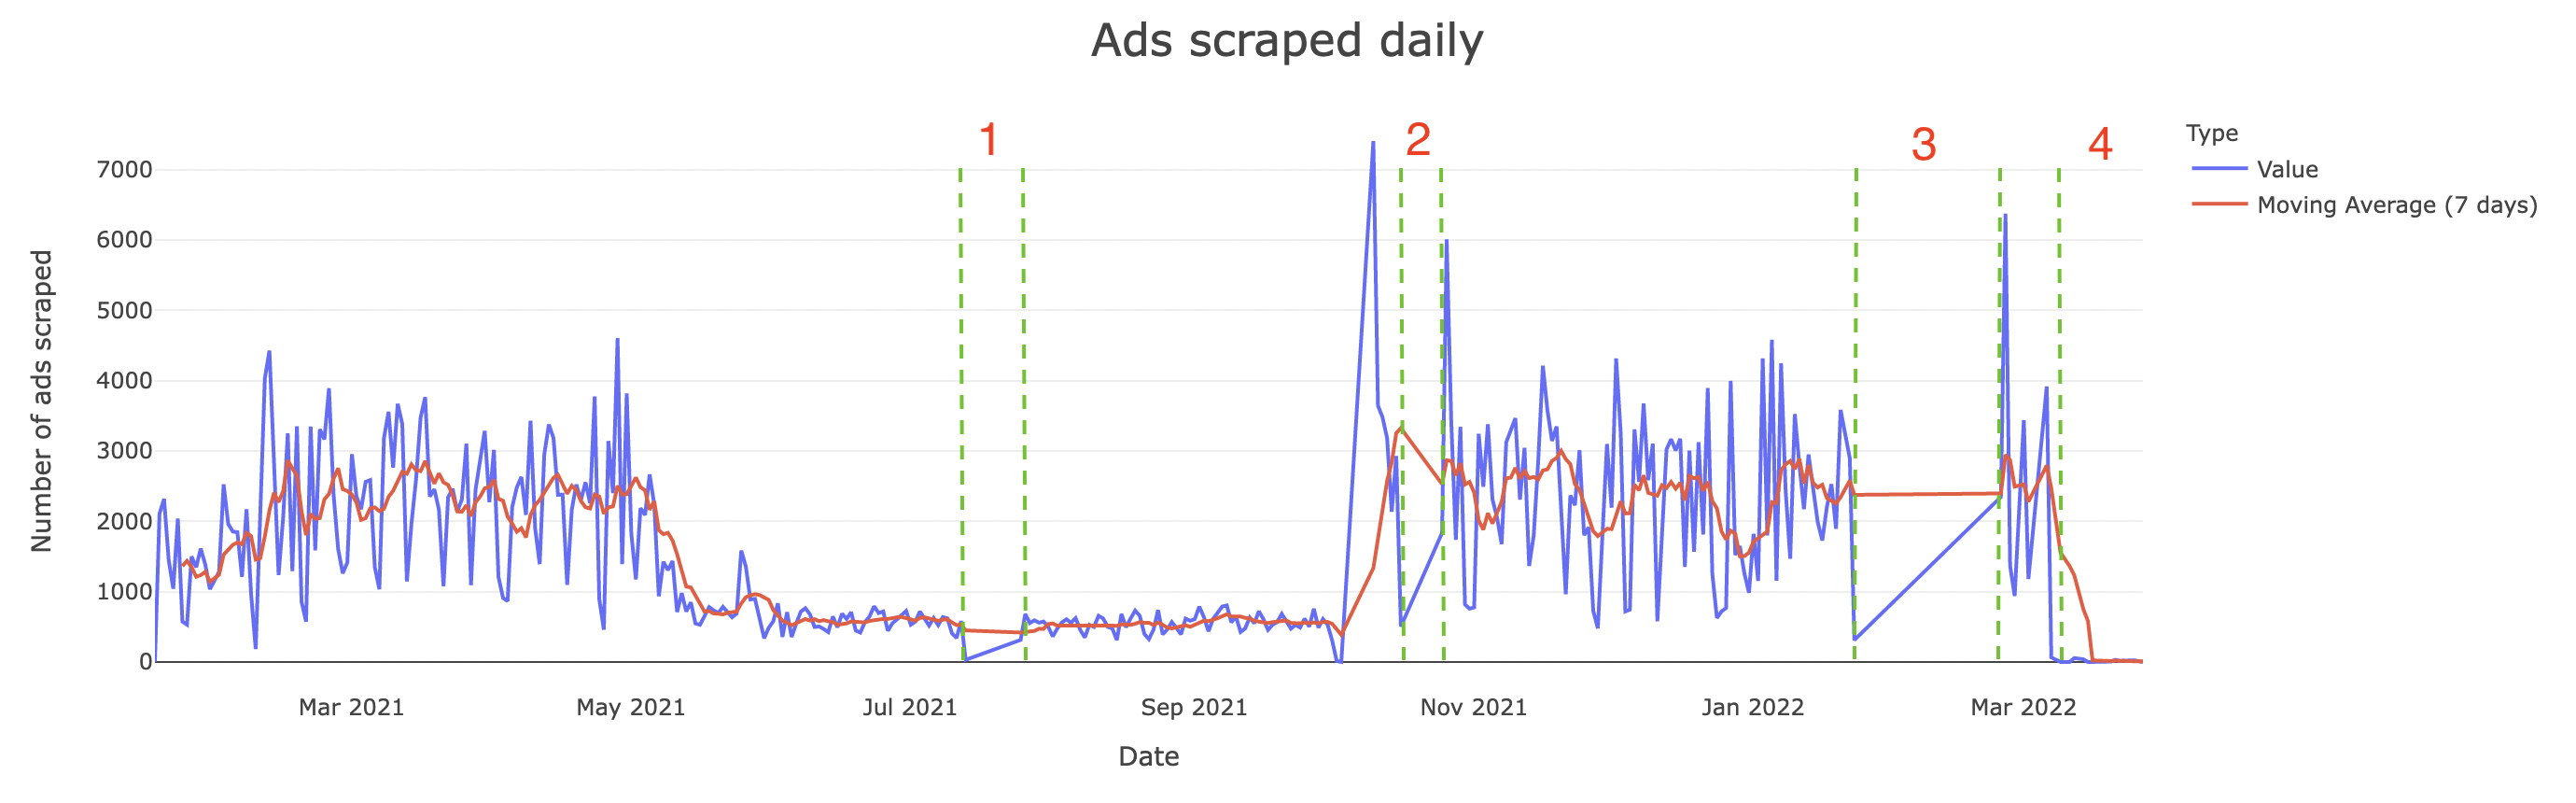 Ads scraped daily
1
2
3
4
Type
Value
Moving Average (7 days)
Number of ads scraped
7000
6000
5000
4000
3000
2000
1000
0
Mar 2021
May 2021
Jul 2021
Sep 2021
Nov 2021
Jan 2022
Mar 2022
Date